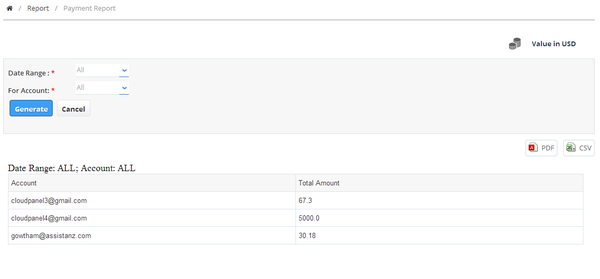 / Report / Payment Report
Value in USD
Date Range : * All
For Account: * All
Generate Cancel
PDF CSV
Date Range: ALL; Account: ALL
Account Total Amount
cloudpanel3@gmail.com 67.3
cloudpanel4@gmail.com 5000.0
gowtham@assistanz.com 30.18